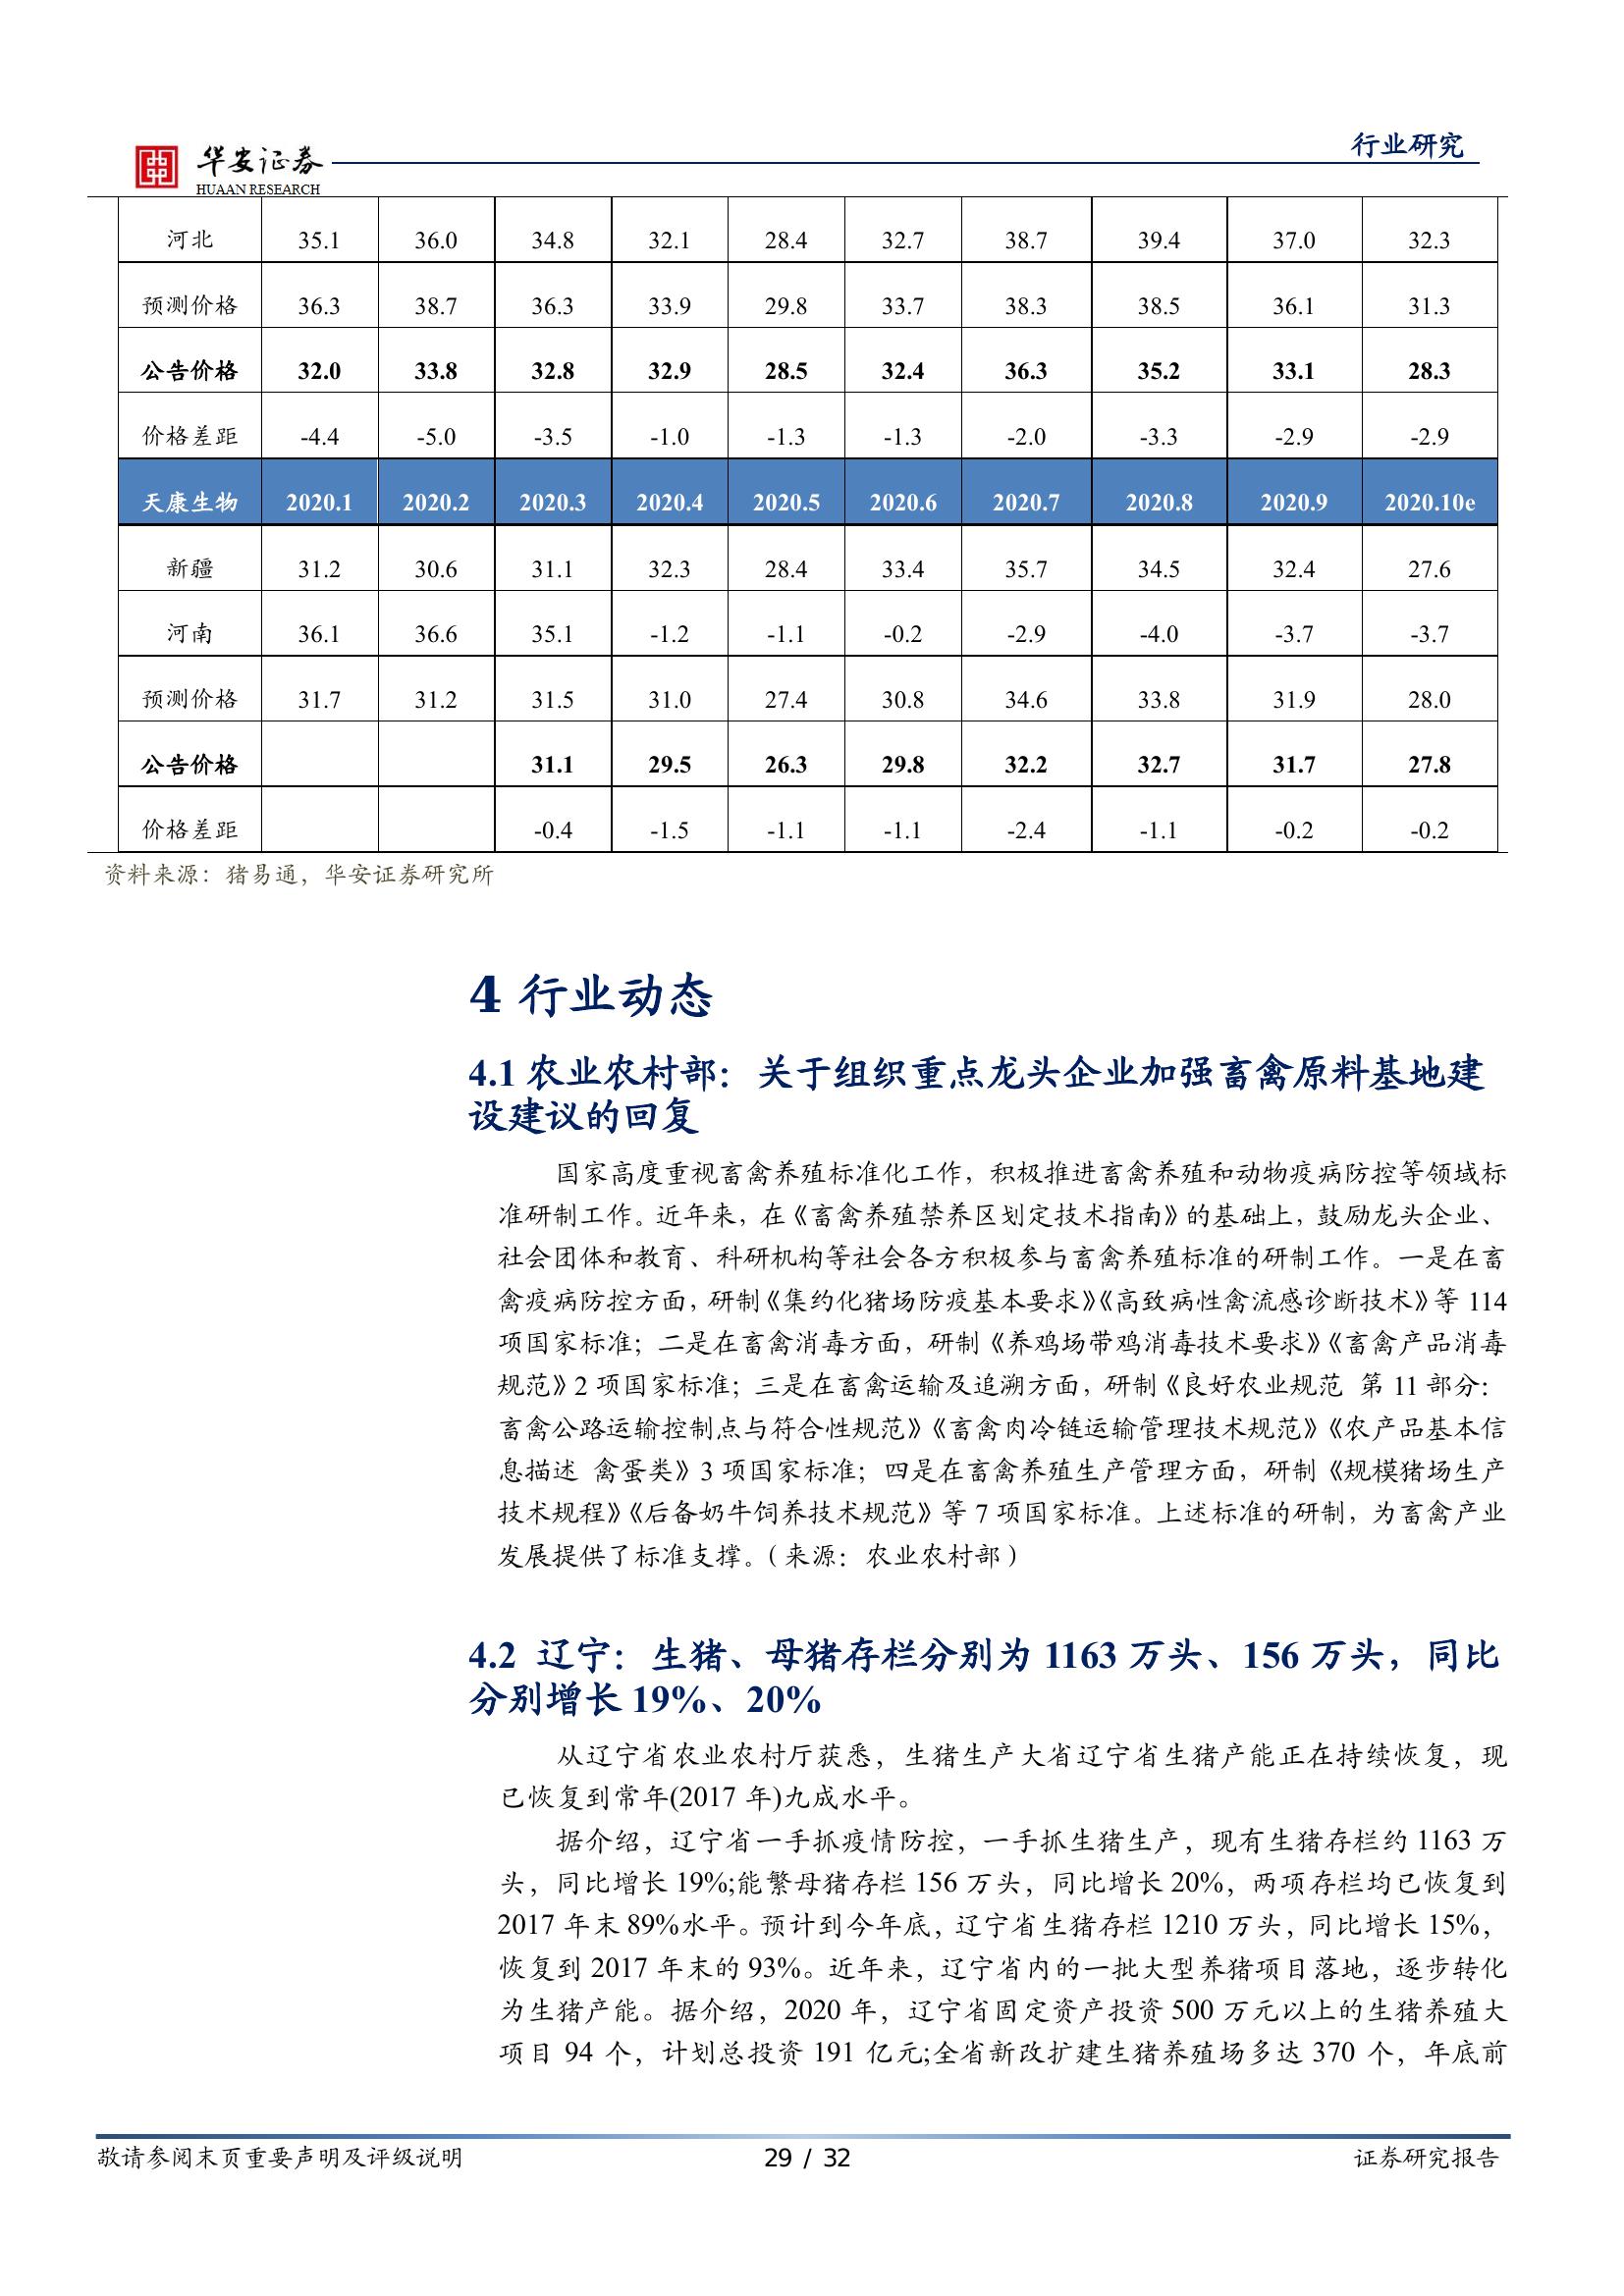 行业研究
华安证券
HUAAN RESEARCH
河北 35.1 36.0 34.8 32.1 28.4 32.7 38.7 39.4 37.0 32.3
预测价格 36.3 38.7 36.3 33.9 29.8 33.7 38.3 38.5 36.1 31.3
公告价格 32.0 33.8 32.8 32.9 28.5 32.4 36.3 35.2 33.1 28.3
价格差距 -4.4 -5.0 -3.5 -1.0 -1.3 -1.3 -2.0 -3.3 -2.9 -2.9
天康生物 2020.1 2020.2 2020.3 2020.4 2020.5 2020.6 2020.7 2020.8 2020.9 2020.10e
新疆 31.2 30.6 31.1 32.3 28.4 33.4 35.7 34.5 32.4 27.6
河南 36.1 36.6 35.1 -1.2 -1.1 -0.2 -2.9 -4.0 -3.7 -3.7
预测价格 31.7 31.2 31.5 31.0 27.4 30.8 34.6 33.8 31.9 28.0
公告价格 31.1 29.5 26.3 29.8 32.2 32.7 31.7 27.8
价格差距 -0.4 -1.5 -1.1 -1.1 -2.4 -1.1 -0.2 -0.2
资料来源：猪易通，华安证券研究所
4 行业动态
4.1 农业农村部：关于组织重点龙头企业加强畜禽原料基地建
设建议的回复
国家高度重视畜禽养殖标准化工作，积极推进畜禽养殖和动物疫病防控等领域标
准研制工作。近年来，在《畜禽养殖禁养区划定技术指南》的基础上，鼓励龙头企业、
社会团体和教育、科研机构等社会各方积极参与畜禽养殖标准的研制工作。一是在畜
禽疫病防控方面，研制《集约化猪场防疫基本要求》《高致病性禽流感诊断技术》等 114
项国家标准；二是在畜禽消毒方面，研制《养鸡场带鸡消毒技术要求》《畜禽产品消毒
规范》2 项国家标准；三是在畜禽运输及追溯方面，研制《良好农业规范 第 11 部分：
畜禽公路运输控制点与符合性规范》《畜禽肉冷链运输管理技术规范》《农产品基本信
息描述 禽蛋类》3 项国家标准；四是在畜禽养殖生产管理方面，研制《规模猪场生产
技术规程》《后备奶牛饲养技术规范》等 7 项国家标准。上述标准的研制，为畜禽产业
发展提供了标准支撑。（来源：农业农村部）
4.2 辽宁：生猪、母猪存栏分别为 1163 万头、156 万头，同比
分别增长 19%、20%
从辽宁省农业农村厅获悉，生猪生产大省辽宁省生猪产能正在持续恢复，现
已恢复到常年(2017 年)九成水平。
据介绍，辽宁省一手抓疫情防控，一手抓生猪生产，现有生猪存栏约 1163 万
头，同比增长 19%;能繁母猪存栏 156 万头，同比增长 20%，两项存栏均已恢复到
2017 年末 89%水平。预计到今年底，辽宁省生猪存栏 1210 万头，同比增长 15%，
恢复到 2017 年末的 93%。近年来，辽宁省内的一批大型养猪项目落地，逐步转化
为生猪产能。据介绍，2020 年，辽宁省固定资产投资 500 万元以上的生猪养殖大
项目 94 个，计划总投资 191 亿元;全省新改扩建生猪养殖场多达 370 个，年底前
敬请参阅末页重要声明及评级说明 29 / 32 证券研究报告